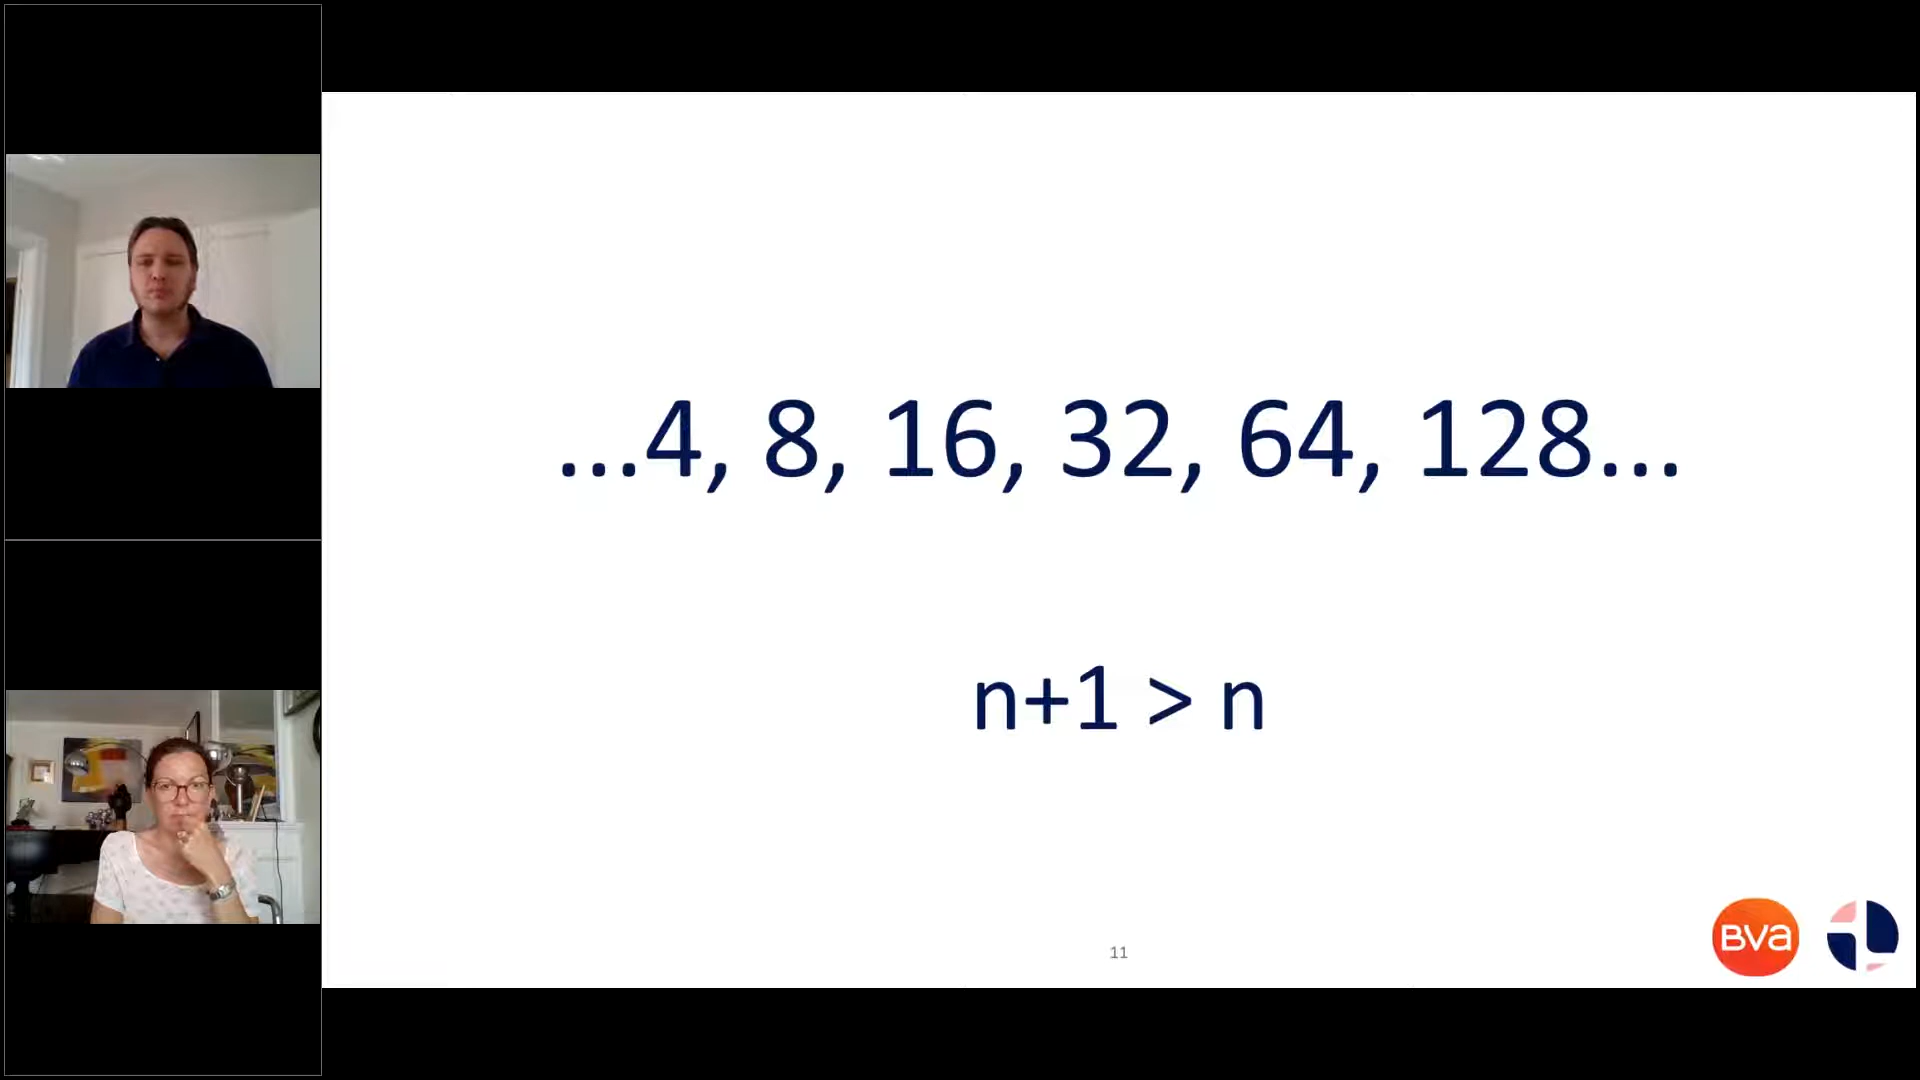 ...4, 8, 16, 32, 64, 128...
n+1 > n
11
BVa